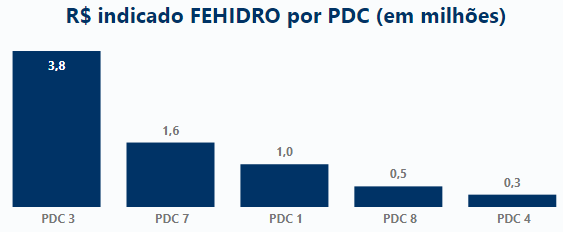 R$ indicado FEHIDRO por PDC (em milhões)
3,8
1,6
1,0
0,5
0,3
PDC 3
PDC 7
PDC 1
PDC 8
PDC 4